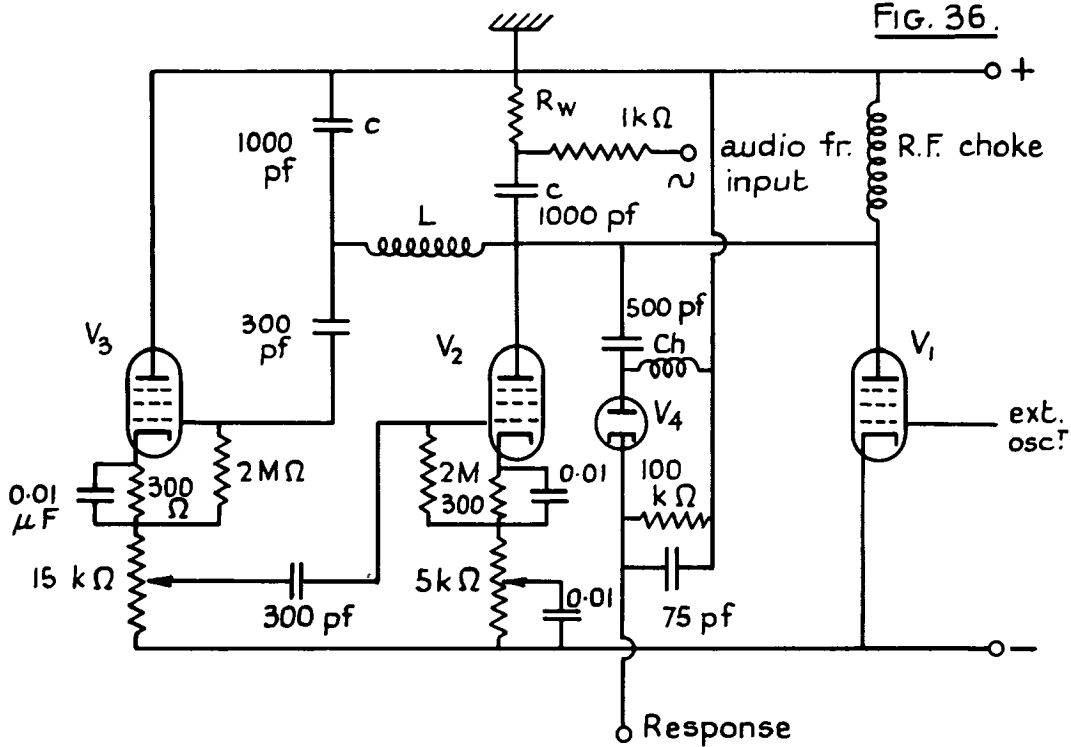 FIG. 36.
+
RW
1kΩ
c
1000
pf
audio fr.
input
~
R.F. choke
c
1000 pf
L
500 pf
300
pf
V3
V2
Ch
V1
V4
ext.
oscT
2MΩ
0·01
μF
300
Ω
2M
300
0·01
100
kΩ
15 kΩ
300 pf
5kΩ
0·01
75 pf
−
Response